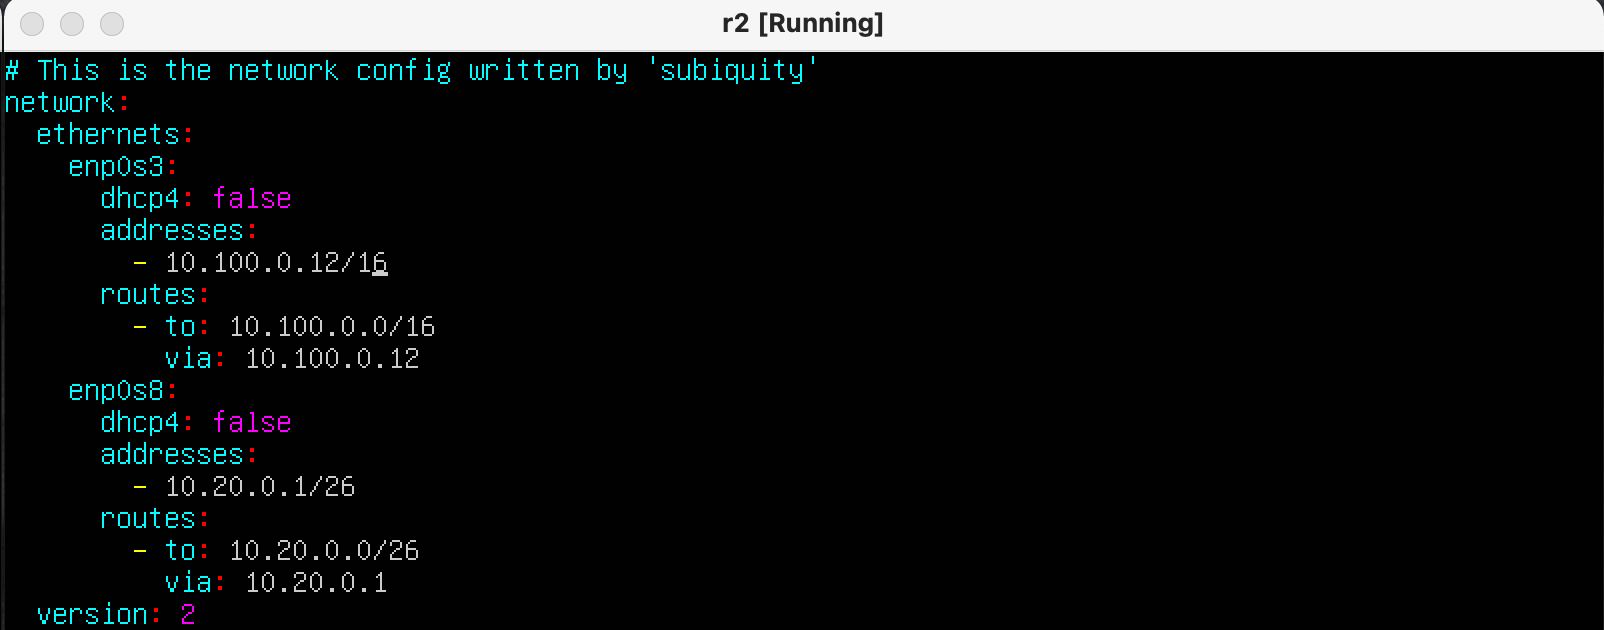 r2 [Running]
# This is the network config written by 'subiquity'
network:
  ethernets:
    enp0s3:
      dhcp4: false
      addresses:
        - 10.100.0.12/16
      routes:
        - to: 10.100.0.0/16
          via: 10.100.0.12
    enp0s8:
      dhcp4: false
      addresses:
        - 10.20.0.1/26
      routes:
        - to: 10.20.0.0/26
          via: 10.20.0.1
  version: 2